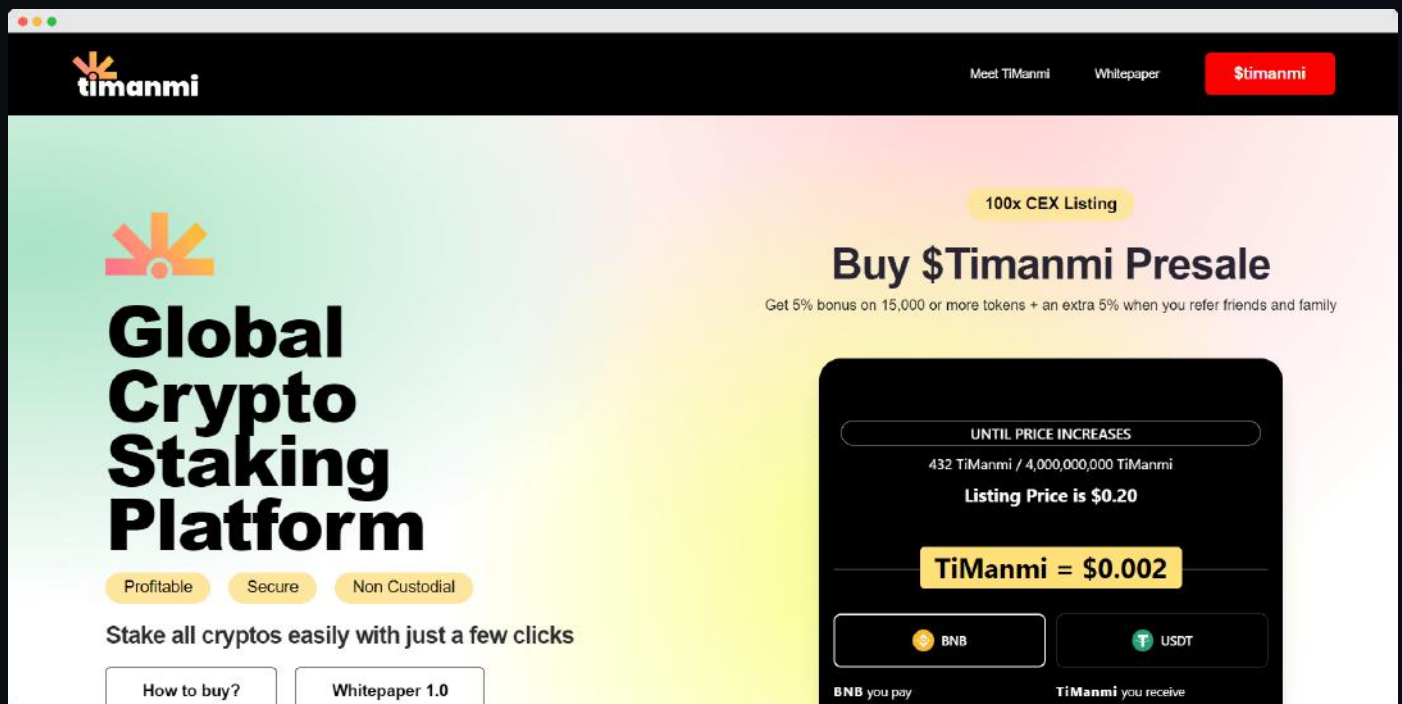 timanmi
Meet TiManmi
Whitepaper
$timanmi
Global
Crypto
Staking
Platform
Profitable
Secure
Non Custodial
Stake all cryptos easily with just a few clicks
How to buy?
Whitepaper 1.0
100x CEX Listing
Buy $Timanmi Presale
Get 5% bonus on 15,000 or more tokens + an extra 5% when you refer friends and family
UNTIL PRICE INCREASES
432 TiManmi / 4,000,000,000 TiManmi
Listing Price is $0.20
TiManmi = $0.002
BNB
USDT
BNB you pay
TiManmi you receive